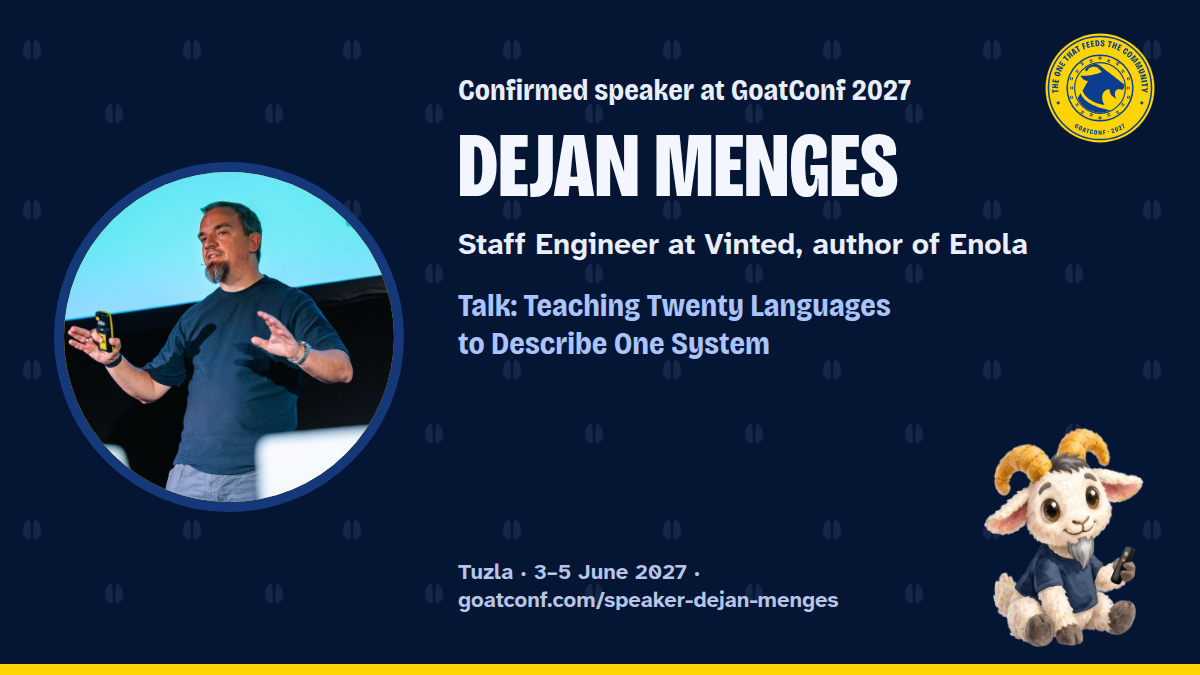 Confirmed speaker at GoatConf 2027
THE ONE THAT FEEDS THE COMMUNITY
GOATCONF · 2027
DEJAN MENGES
Staff Engineer at Vinted, author of Enola
Talk: Teaching Twenty Languages
to Describe One System
Tuzla · 3–5 June 2027 ·
goatconf.com/speaker-dejan-menges